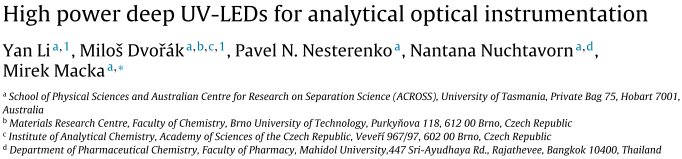 High power deep UV-LEDs for analytical optical instrumentation
Yan Li a,1, Miloš Dvořák a,b,c,1, Pavel N. Nesterenko a, Nantana Nuchtavorn a,d,
Mirek Macka a,*
a School of Physical Sciences and Australian Centre for Research on Separation Science (ACROSS), University of Tasmania, Private Bag 75, Hobart 7001,
Australia
b Materials Research Centre, Faculty of Chemistry, Brno University of Technology, Purkyňova 118, 612 00 Brno, Czech Republic
c Institute of Analytical Chemistry, Academy of Sciences of the Czech Republic, Veveří 967/97, 602 00 Brno, Czech Republic
d Department of Pharmaceutical Chemistry, Faculty of Pharmacy, Mahidol University,447 Sri-Ayudhaya Rd., Rajathevee, Bangkok 10400, Thailand